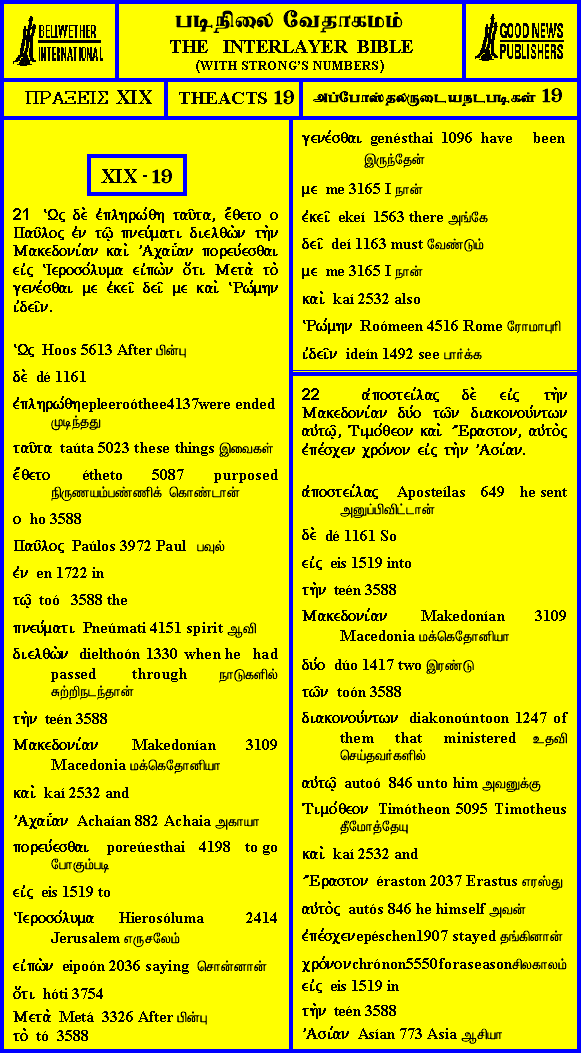 BELLWETHER
INTERNATIONAL
படிநிலை வேதாகமம்
THE INTERLAYER BIBLE
(WITH STRONG'S NUMBERS)
GOOD NEWS
PUBLISHERS
ΠΡΑΞΕΙΣ XIX
THEACTS 19
அப்போஸ்தலருடையநடபடிகள் 19
XIX - 19
21 Ὡς δὲ ἐπληρώθη ταῦτα, ἔθετο ο
Παῦλος ἐν τῳ πνεύματι διελθὼν τὴν
Μακεδονίαν καὶ Ἀχαΐαν πορεύεσθαι
εἰς Ἱεροσόλυμα εἰπὼν ὅτι Μετὰ τὸ
γενέσθαι με ἐκεῖ δεῖ με καὶ Ῥώμην
ἰδεῖν.
Ὡς Hoos 5613 After பின்பு
δὲ dé 1161
ἐπληρώθηepleeroóthee4137were ended
முடிந்தது
ταῦτα taúta 5023 these things இவைகள்
ἔθετο étheto 5087 purposed
நிருணயம்பண்ணிக் கொண்டான்
ο ho 3588
Παῦλος Paúlos 3972 Paul பவுல்
ἐν en 1722 in
τῳ toó 3588 the
πνεύματι Pneúmati 4151 spirit ஆவி
διελθὼν dielthoón 1330 when he had
passed through நாடுகளில்
சுற்றிநடந்தான்
τὴν teén 3588
Μακεδονίαν Makedonían 3109
Macedonia மக்கெதோனியா
καὶ kaí 2532 and
Ἀχαΐαν Achaían 882 Achaia அகாயா
πορεύεσθαι poreúesthai 4198 to go
போகும்படி
εἰς eis 1519 to
Ἱεροσόλυμα Hierosóluma 2414
Jerusalem எருசலேம்
εἰπὼν eipoón 2036 saying சொன்னான்
ὅτι hóti 3754
Μετὰ Metá 3326 After பின்பு
τὸ tó 3588
γενέσθαι genésthai 1096 have been
இருந்தேன்
με me 3165 I நான்
ἐκεῖ ekeí 1563 there அங்கே
δεῖ deí 1163 must வேண்டும்
με me 3165 I நான்
καὶ kaí 2532 also
Ῥώμην Roómeen 4516 Rome ரோமாபுரி
ἰδεῖν ideín 1492 see பார்க்க
22 ἀποστείλας δὲ εἰς τὴν
Μακεδονίαν δύο τῶν διακονούντων
αὐτῳ, Τιμόθεον καὶ Ἔραστον, αὐτὸς
ἐπέσχεν χρόνον εἰς τὴν Ἀσίαν.
ἀποστείλας Aposteílas 649 he sent
அனுப்பிவிட்டான்
δὲ dé 1161 So
εἰς eis 1519 into
τὴν teén 3588
Μακεδονίαν Makedonían 3109
Macedonia மக்கெதோனியா
δύο dúo 1417 two இரண்டு
τῶν toón 3588
διακονούντων diakonoúntoon 1247 of
them that ministered உதவி
செய்தவர்களில்
αὐτῳ autoó 846 unto him அவனுக்கு
Τιμόθεον Timótheon 5095 Timotheus
தீமோத்தேயு
καὶ kaí 2532 and
Ἔραστον éraston 2037 Erastus எரஸ்து
αὐτὸς autós 846 he himself அவன்
ἐπέσχενepéschen1907 stayed தங்கினான்
χρόνονchrónon5550foraseasonசிலகாலம்
εἰς eis 1519 in
τὴν teén 3588
Ἀσίαν Asían 773 Asia ஆசியா